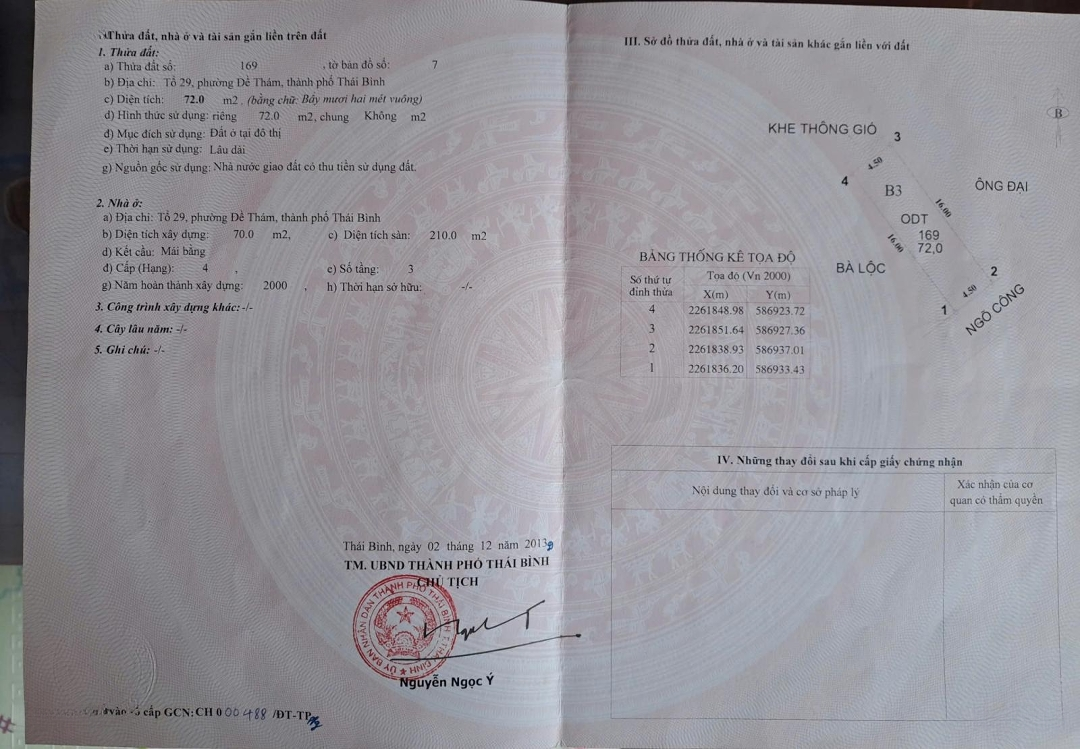 Thửa đất, nhà ở và tài sản gắn liền trên đất
1. Thửa đất:
a) Thửa đất số: 169 , tờ bản đồ số: 7
b) Địa chỉ: Tổ 29, phường Đề Thám, thành phố Thái Bình
c) Diện tích: 72.0 m2 , (bằng chữ: Bẩy mươi hai mét vuông)
d) Hình thức sử dụng: riêng 72.0 m2, chung Không m2
đ) Mục đích sử dụng: Đất ở tại đô thị
e) Thời hạn sử dụng: Lâu dài
g) Nguồn gốc sử dụng: Nhà nước giao đất có thu tiền sử dụng đất.
2. Nhà ở:
a) Địa chỉ: Tổ 29, phường Đề Thám, thành phố Thái Bình
b) Diện tích xây dựng: 70.0 m2, c) Diện tích sàn: 210.0 m2
d) Kết cấu: Mái bằng
đ) Cấp (Hạng): 4 , e) Số tầng: 3
g) Năm hoàn thành xây dựng: 2000 , h) Thời hạn sở hữu: -/-
3. Công trình xây dựng khác: -/-
4. Cây lâu năm: -/-
5. Ghi chú: -/-
Thái Bình, ngày 02 tháng 12 năm 2013
TM. UBND THÀNH PHỐ THÁI BÌNH
CHỦ TỊCH
ỦY BAN NHÂN DÂN THÀNH PHỐ THÁI BÌNH
Nguyễn Ngọc Ý
vào sổ cấp GCN: CH 000488 /ĐT-TP
III. Sơ đồ thửa đất, nhà ở và tài sản khác gắn liền với đất
B
KHE THÔNG GIÓ 3
4.50
4
B3
ÔNG ĐẠI
16.00
ODT
169
72,0
16.00
BÀ LỘC
2
4.50
1
NGÕ CÔNG
BẢNG THỐNG KÊ TỌA ĐỘ
Số thứ tự đỉnh thửa Tọa độ (Vn 2000)
X(m) Y(m)
4 2261848.98 586923.72
3 2261851.64 586927.36
2 2261838.93 586937.01
1 2261836.20 586933.43
IV. Những thay đổi sau khi cấp giấy chứng nhận
Nội dung thay đổi và cơ sở pháp lý
Xác nhận của cơ
quan có thẩm quyền